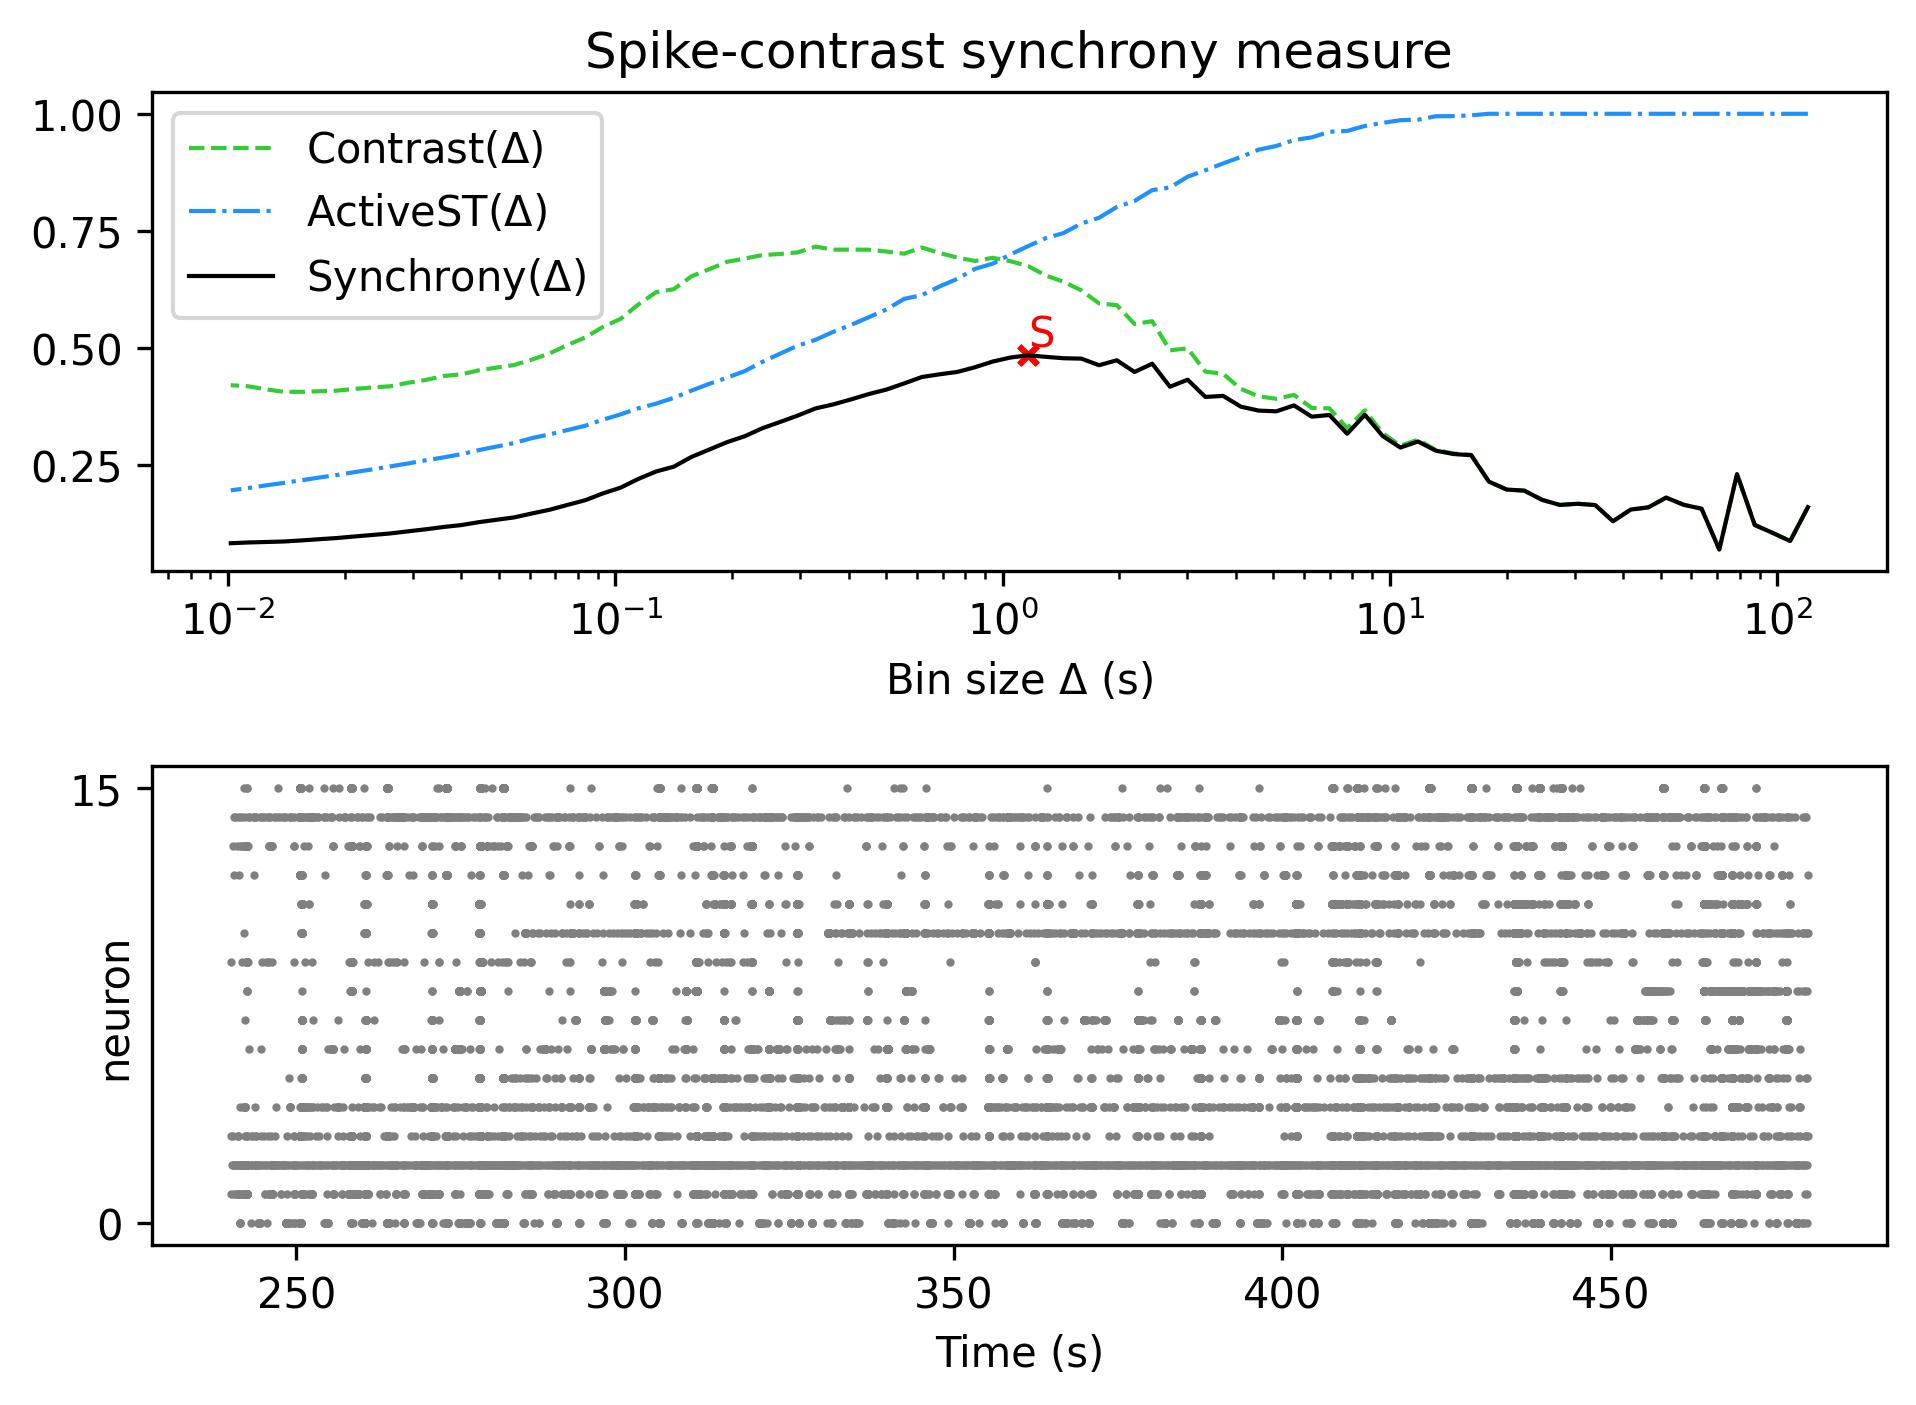 Spike-contrast synchrony measure
1.00
0.75
0.50
0.25
Contrast(Δ)
ActiveST(Δ)
Synchrony(Δ)
S
10⁻² 10⁻¹ 10⁰ 10¹ 10²
Bin size Δ (s)
15
0
neuron
250 300 350 400 450
Time (s)